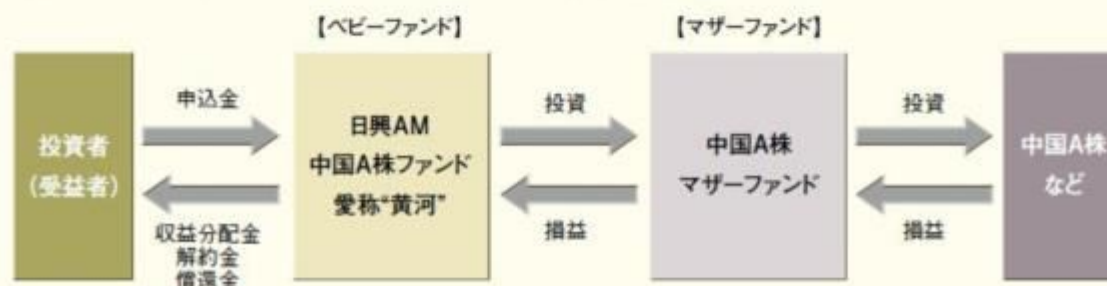 【ベビーファンド】
【マザーファンド】
投資者
（受益者）
申込金
収益分配金
解約金
償還金
日興AM
中国A株ファンド
愛称“黄河”
投資
損益
中国A株
マザーファンド
投資
損益
中国A株
など